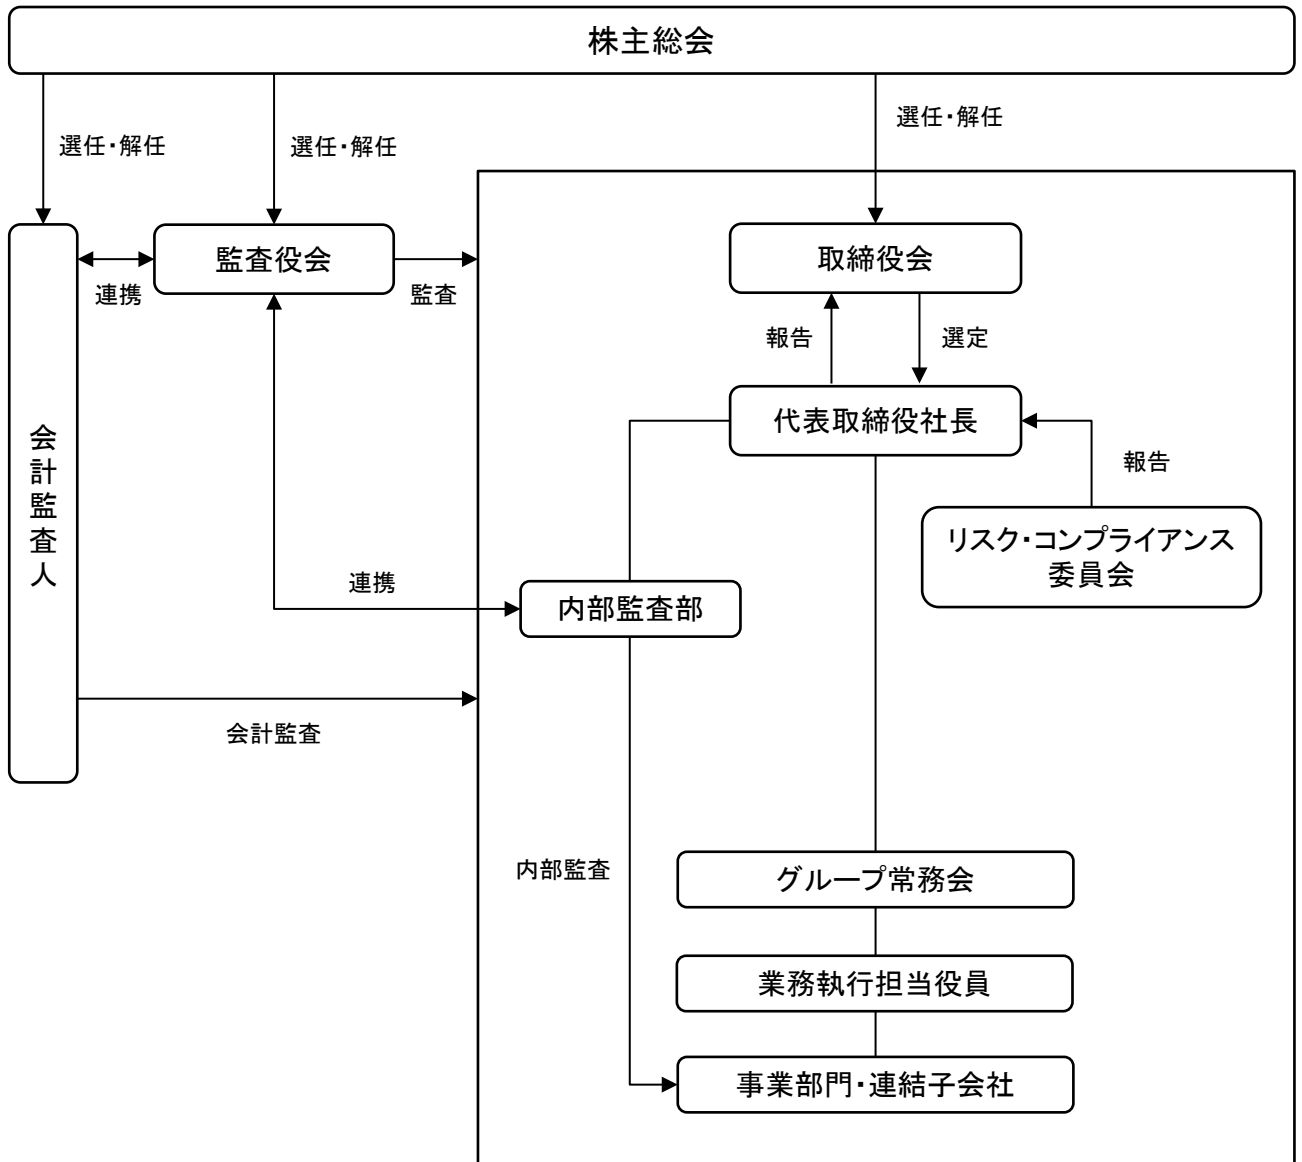 株主総会
選任・解任
選任・解任
選任・解任
監査役会
取締役会
連携
監査
報告
選定
代表取締役社長
報告
会計監査人
リスク・コンプライアンス
委員会
連携
内部監査部
会計監査
内部監査
グループ常務会
業務執行担当役員
事業部門・連結子会社